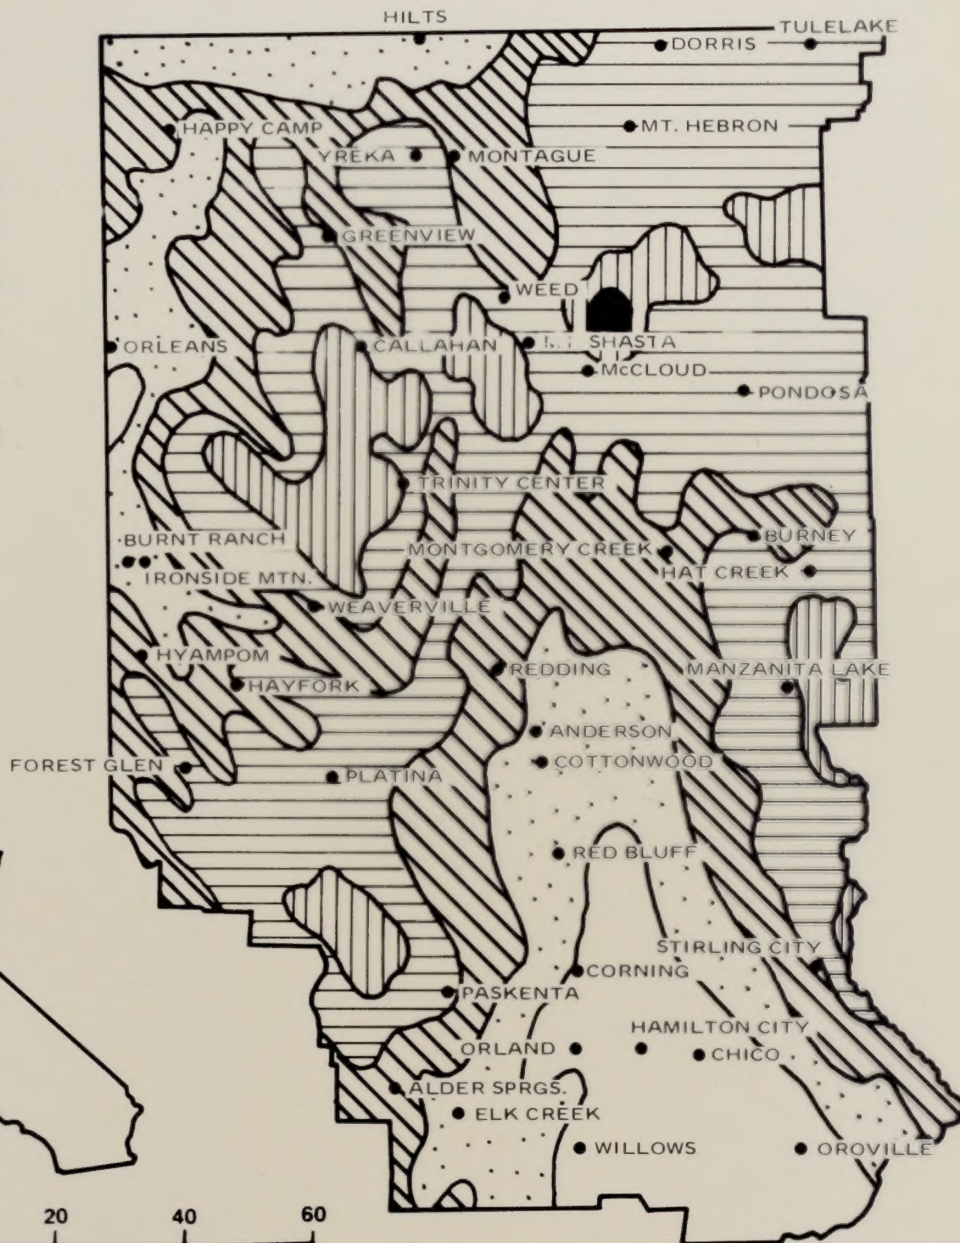 HILTS
TULELAKE
DORRIS
MT. HEBRON
HAPPY CAMP
YREKA
MONTAGUE
GREENVIEW
WEED
ORLEANS
CALLAHAN
SHASTA
McCLOUD
PONDOSA
TRINITY CENTER
BURNT RANCH
MONTGOMERY CREEK
BURNEY
HAT CREEK
IRONSIDE MTN.
WEAVERVILLE
HYAMPOM
REDDING
MANZANITA LAKE
HAYFORK
ANDERSON
FOREST GLEN
COTTONWOOD
PLATINA
RED BLUFF
STIRLING CITY
CORNING
PASKENTA
HAMILTON CITY
ORLAND
CHICO
ALDER SPRGS.
ELK CREEK
WILLOWS
OROVILLE
20 40 60